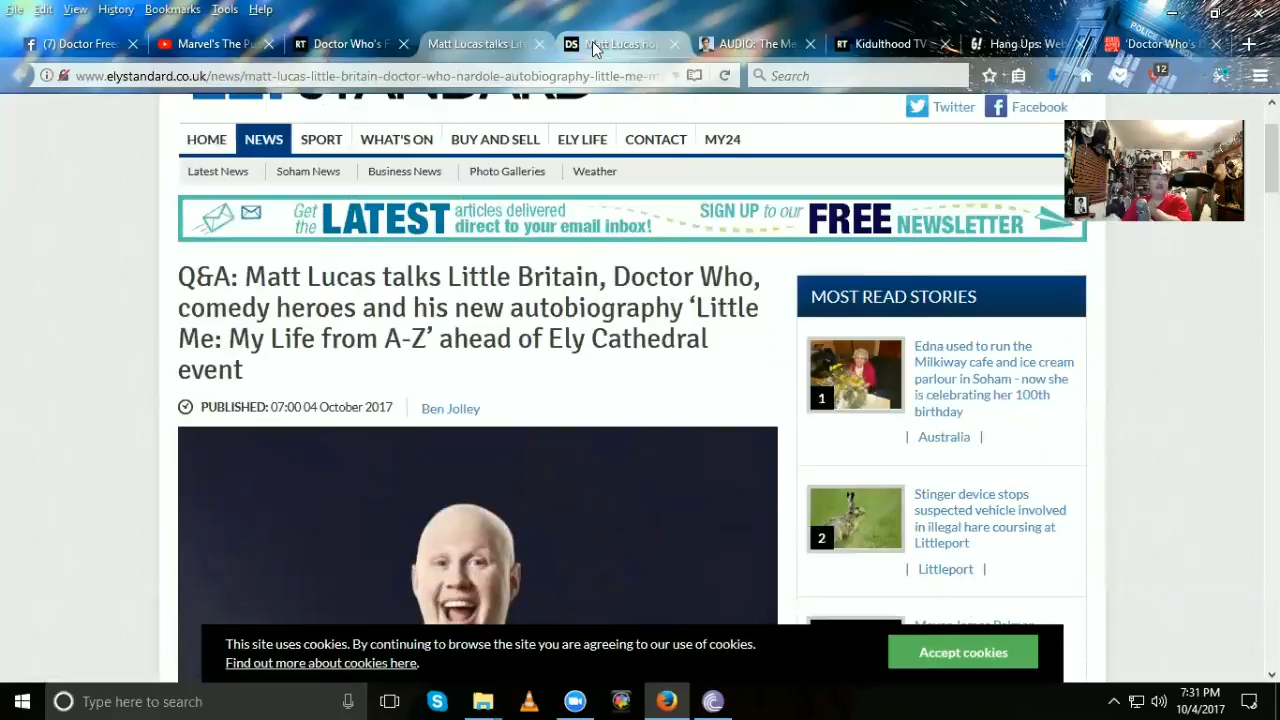 File Edit View History Bookmarks Tools Help
(7) Doctor Free
Marvel's The Pu
RT Doctor Who's F
Matt Lucas talks Lit
DS Matt Lucas ho
AUDIO: The Me
RT Kidulthood TV
Hang Ups: Web
'Doctor Who's
www.elystandard.co.uk/news/matt-lucas-little-britain-doctor-who-nardole-autobiography-little-me-m
Search
12
Twitter
Facebook
HOME NEWS SPORT WHAT'S ON BUY AND SELL ELY LIFE CONTACT MY24
Latest News Soham News Business News Photo Galleries Weather
Get the LATEST articles delivered direct to your email inbox! SIGN UP to our FREE NEWSLETTER
Q&A: Matt Lucas talks Little Britain, Doctor Who,
comedy heroes and his new autobiography ‘Little
Me: My Life from A-Z’ ahead of Ely Cathedral
event
PUBLISHED: 07:00 04 October 2017 Ben Jolley
MOST READ STORIES
1
Edna used to run the
Milkiway cafe and ice cream
parlour in Soham - now she
is celebrating her 100th
birthday
| Australia |
2
Stinger device stops
suspected vehicle involved
in illegal hare coursing at
Littleport
| Littleport |
This site uses cookies. By continuing to browse the site you are agreeing to our use of cookies.
Find out more about cookies here.
Accept cookies
Type here to search
7:31 PM
10/4/2017